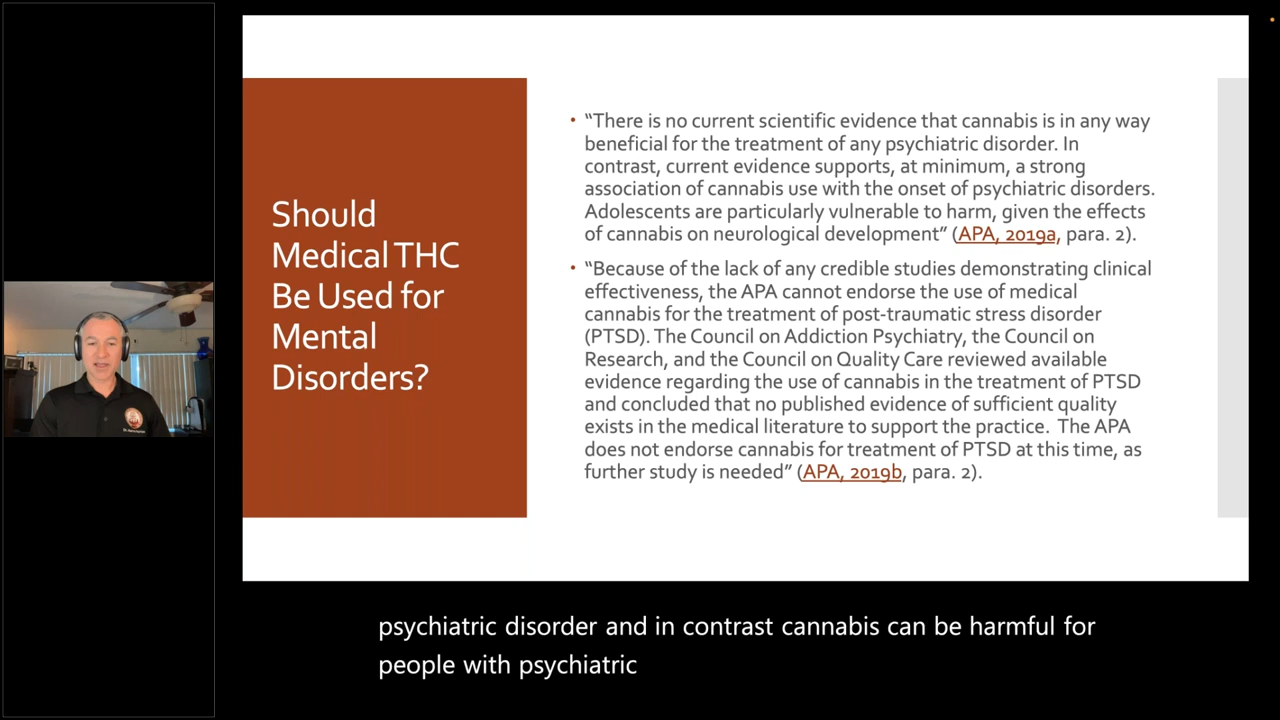 Should
Medical THC
Be Used for
Mental
Disorders?
• “There is no current scientific evidence that cannabis is in any way
beneficial for the treatment of any psychiatric disorder. In
contrast, current evidence supports, at minimum, a strong
association of cannabis use with the onset of psychiatric disorders.
Adolescents are particularly vulnerable to harm, given the effects
of cannabis on neurological development” (APA, 2019a, para. 2).
• “Because of the lack of any credible studies demonstrating clinical
effectiveness, the APA cannot endorse the use of medical
cannabis for the treatment of post-traumatic stress disorder
(PTSD). The Council on Addiction Psychiatry, the Council on
Research, and the Council on Quality Care reviewed available
evidence regarding the use of cannabis in the treatment of PTSD
and concluded that no published evidence of sufficient quality
exists in the medical literature to support the practice. The APA
does not endorse cannabis for treatment of PTSD at this time, as
further study is needed” (APA, 2019b, para. 2).
psychiatric disorder and in contrast cannabis can be harmful for
people with psychiatric